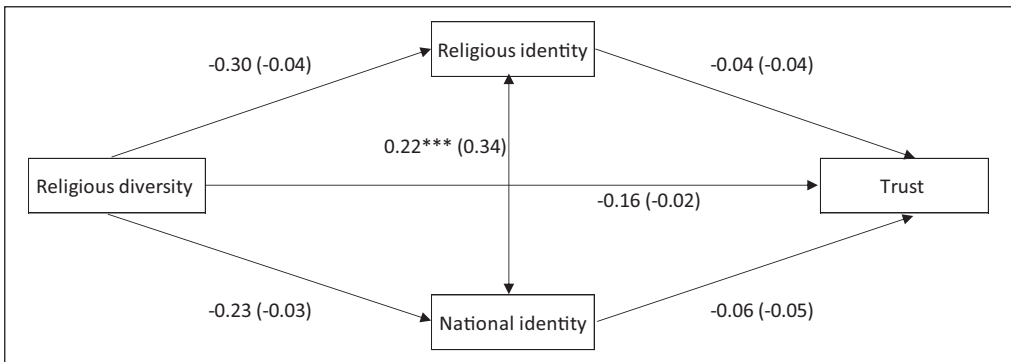 Religious identity
-0.30 (-0.04)
-0.04 (-0.04)
0.22*** (0.34)
Religious diversity
Trust
-0.16 (-0.02)
-0.23 (-0.03)
-0.06 (-0.05)
National identity